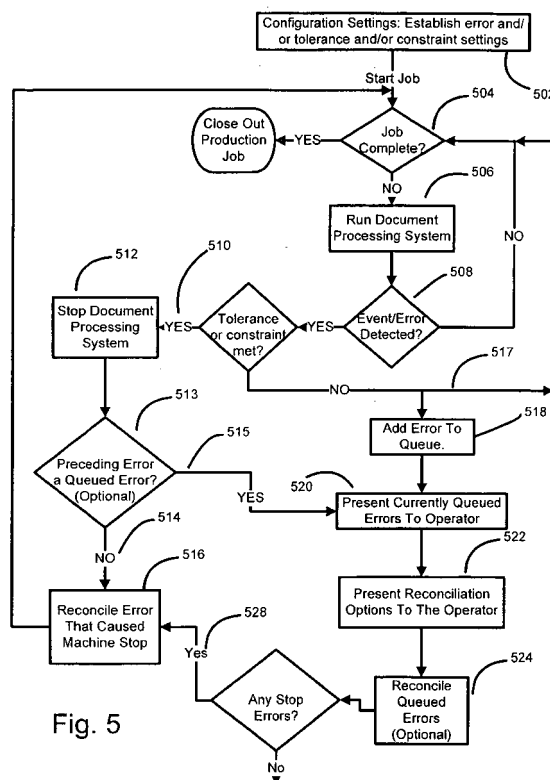 Configuration Settings: Establish error and/
or tolerance and/or constraint settings
502
Start Job
504
Close Out
Production
Job
YES
Job
Complete?
NO
506
Run Document
Processing System
NO
512
510
508
Stop Document
Processing
System
YES
Tolerance
or constraint
met?
YES
Event/Error
Detected?
517
NO
513
518
Add Error To
Queue.
515
Preceding Error
a Queued Error?
(Optional)
YES
520
Present Currently Queued
Errors To Operator
514
NO
522
516
Present Reconciliation
Options To The Operator
Reconcile Error
That Caused
Machine Stop
528
Yes
524
Reconcile
Queued
Errors
(Optional)
Any Stop
Errors?
Fig. 5
No